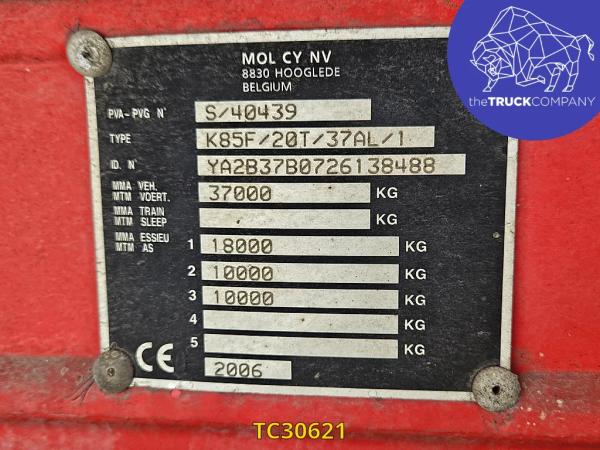 MOL CY NV
8830 HOOGLEDE
BELGIUM
PVA-PVG N° S/40439
TYPE K85F/20T/37AL/1
ID. N° YA2B37B0726138488
MMA VEH. MTM VOERT. 37000 KG
MMA TRAIN MTM SLEEP KG
MMA ESSIEU MTM AS 1 18000 KG
2 10000 KG
3 10000 KG
4 KG
5 KG
CE 2006
theTRUCKCOMPANY
TC30621